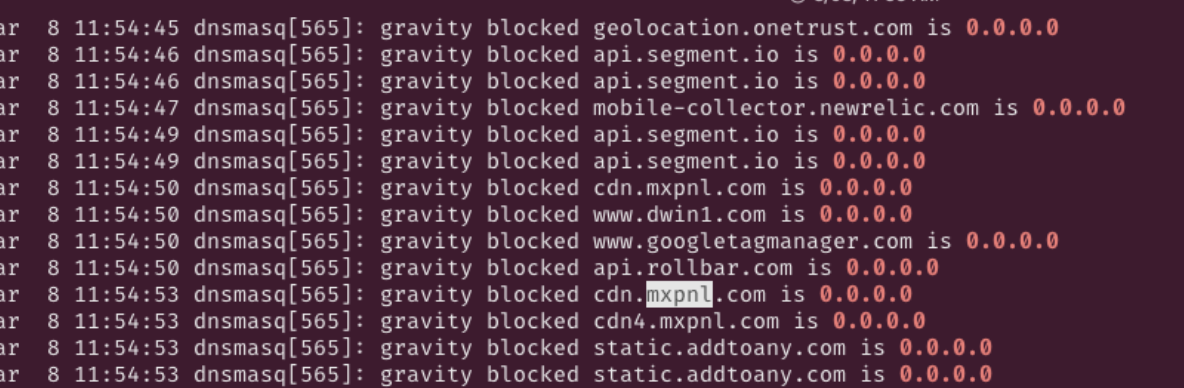 ar  8 11:54:45 dnsmasq[565]: gravity blocked geolocation.onetrust.com is 0.0.0.0
ar  8 11:54:46 dnsmasq[565]: gravity blocked api.segment.io is 0.0.0.0
ar  8 11:54:46 dnsmasq[565]: gravity blocked api.segment.io is 0.0.0.0
ar  8 11:54:47 dnsmasq[565]: gravity blocked mobile-collector.newrelic.com is 0.0.0.0
ar  8 11:54:49 dnsmasq[565]: gravity blocked api.segment.io is 0.0.0.0
ar  8 11:54:49 dnsmasq[565]: gravity blocked api.segment.io is 0.0.0.0
ar  8 11:54:50 dnsmasq[565]: gravity blocked cdn.mxpnl.com is 0.0.0.0
ar  8 11:54:50 dnsmasq[565]: gravity blocked www.dwin1.com is 0.0.0.0
ar  8 11:54:50 dnsmasq[565]: gravity blocked www.googletagmanager.com is 0.0.0.0
ar  8 11:54:50 dnsmasq[565]: gravity blocked api.rollbar.com is 0.0.0.0
ar  8 11:54:53 dnsmasq[565]: gravity blocked cdn.mxpnl.com is 0.0.0.0
ar  8 11:54:53 dnsmasq[565]: gravity blocked cdn4.mxpnl.com is 0.0.0.0
ar  8 11:54:53 dnsmasq[565]: gravity blocked static.addtoany.com is 0.0.0.0
ar  8 11:54:53 dnsmasq[565]: gravity blocked static.addtoany.com is 0.0.0.0